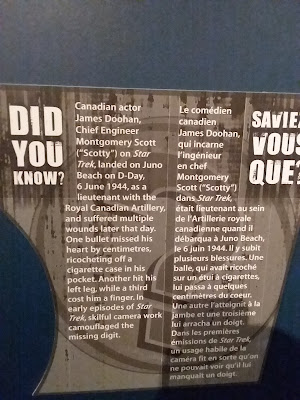 DID
YOU
KNOW?
Canadian actor
James Doohan,
Chief Engineer
Montgomery Scott
("Scotty") on Star
Trek, landed on Juno
Beach on D-Day,
6 June 1944, as a
lieutenant with the
Royal Canadian Artillery,
and suffered multiple
wounds later that day.
One bullet missed his
heart by centimetres,
ricocheting off a
cigarette case in his
pocket. Another hit his
left leg, while a third
cost him a finger. In
early episodes of Star
Trek, skilful camera work
camouflaged the
missing digit.
Le comédien
canadien
James Doohan,
qui incarne
l'ingénieur
en chef
Montgomery
Scott ("Scotty")
dans Star Trek,
était lieutenant au sein
de l'Artillerie royale
canadienne quand il
débarqua à Juno Beach,
le 6 juin 1944. Il y subit
plusieurs blessures. Une
balle, qui avait ricoché
sur un étui à cigarettes,
lui passa à quelques
centimètres du coeur.
Une autre l'atteignit à la
jambe et une troisième
lui arracha un doigt.
Dans les premières
émissions de Star Trek,
un usage habile de la
caméra fit en sorte qu'on
ne pouvait voir qu'il lui
manquait un doigt.
SAVIEZ
VOUS
QUE?